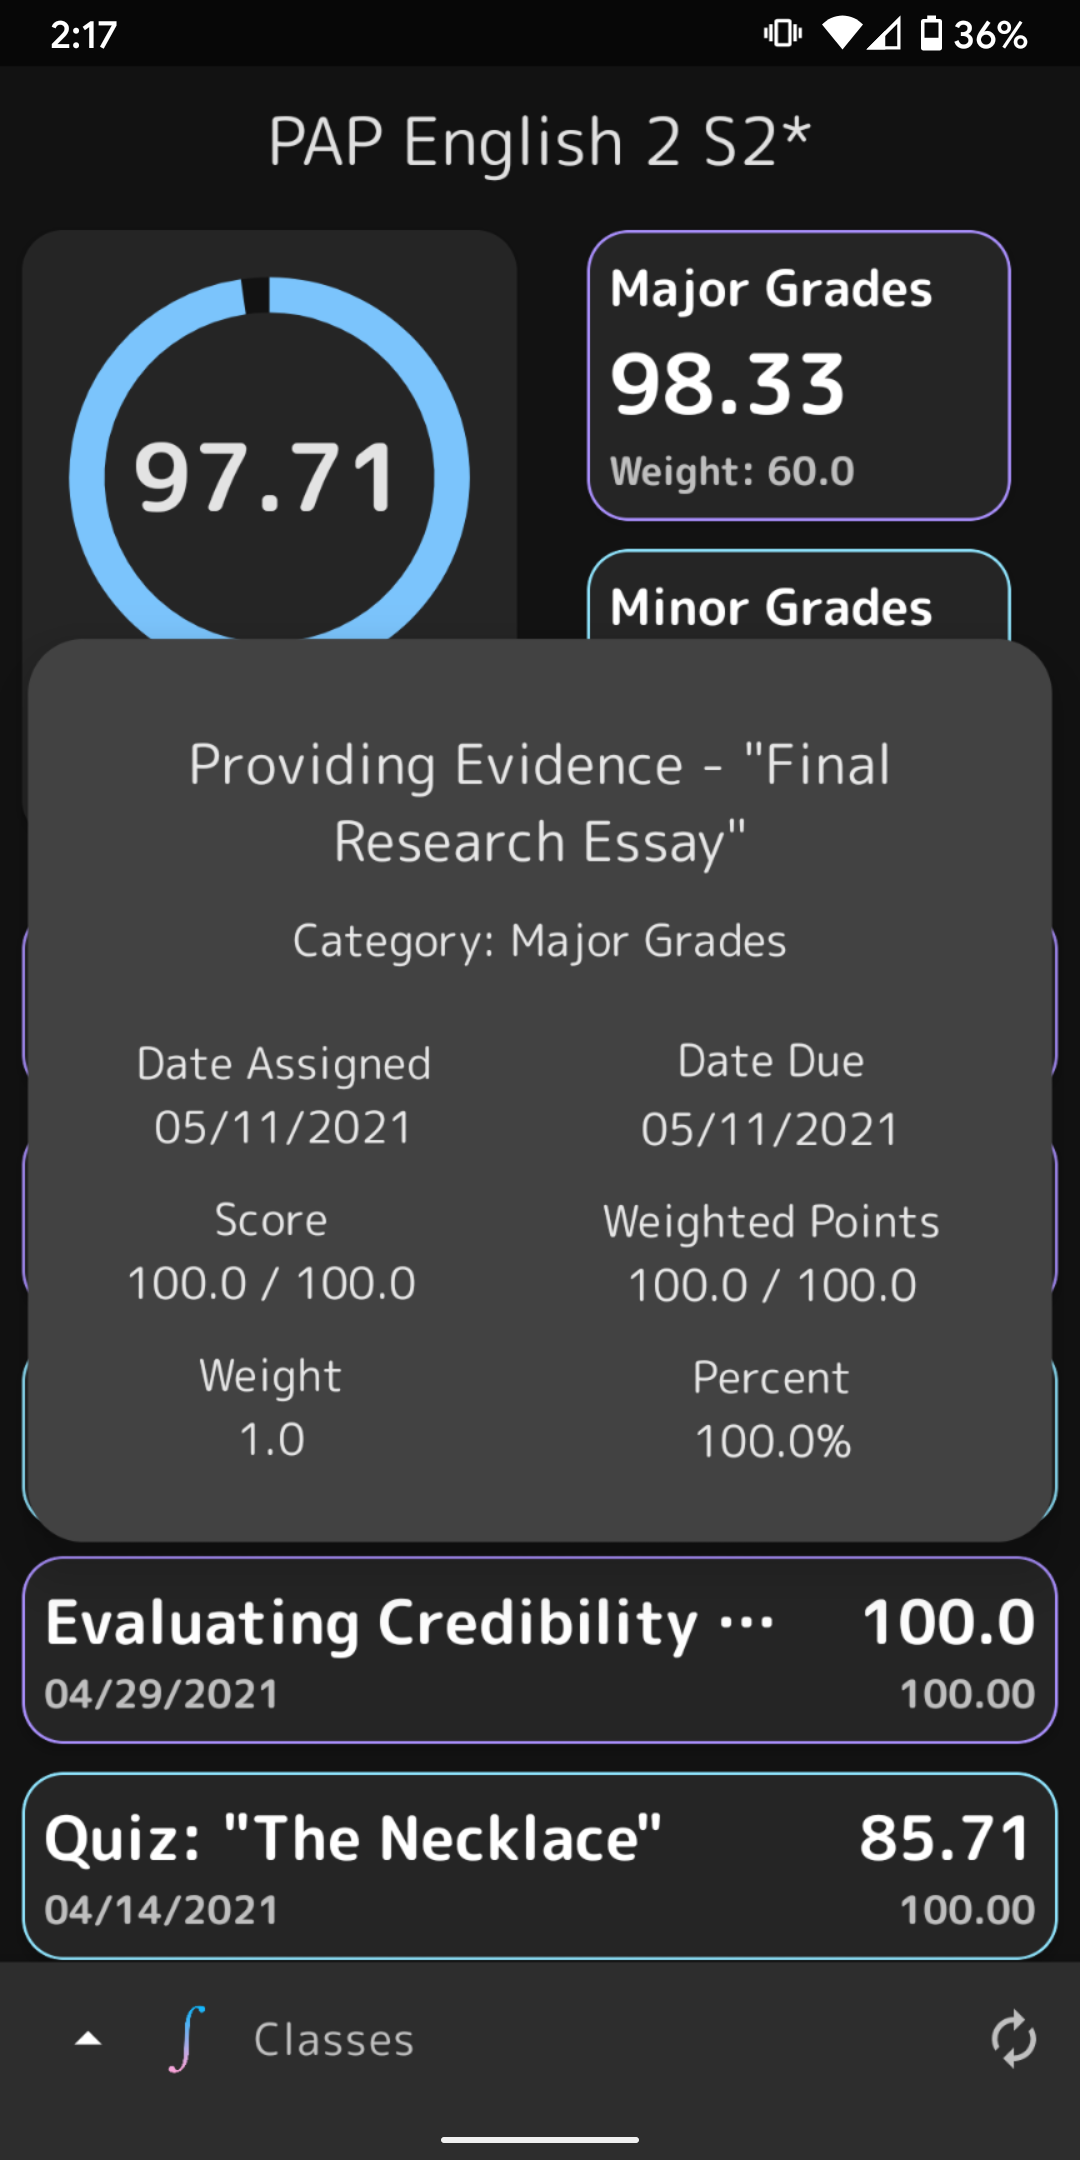 2:17
36%
PAP English 2 S2*
97.71
Major Grades
98.33
Weight: 60.0
Minor Grades
Providing Evidence - "Final
Research Essay"
Category: Major Grades
Date Assigned
05/11/2021
Date Due
05/11/2021
Score
100.0 / 100.0
Weighted Points
100.0 / 100.0
Weight
1.0
Percent
100.0%
Evaluating Credibility ...
100.0
04/29/2021
100.00
Quiz: "The Necklace"
85.71
04/14/2021
100.00
Classes